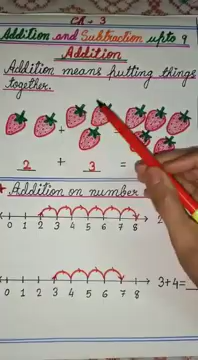 CH - 3
Addition and Subtraction upto 9
Addition
Addition means putting things
together.
+
2 + 3 =
★ Addition on number
0 1 2 3 4 5 6 7 8
0 1 2 3 4 5 6 7 8 3+4=